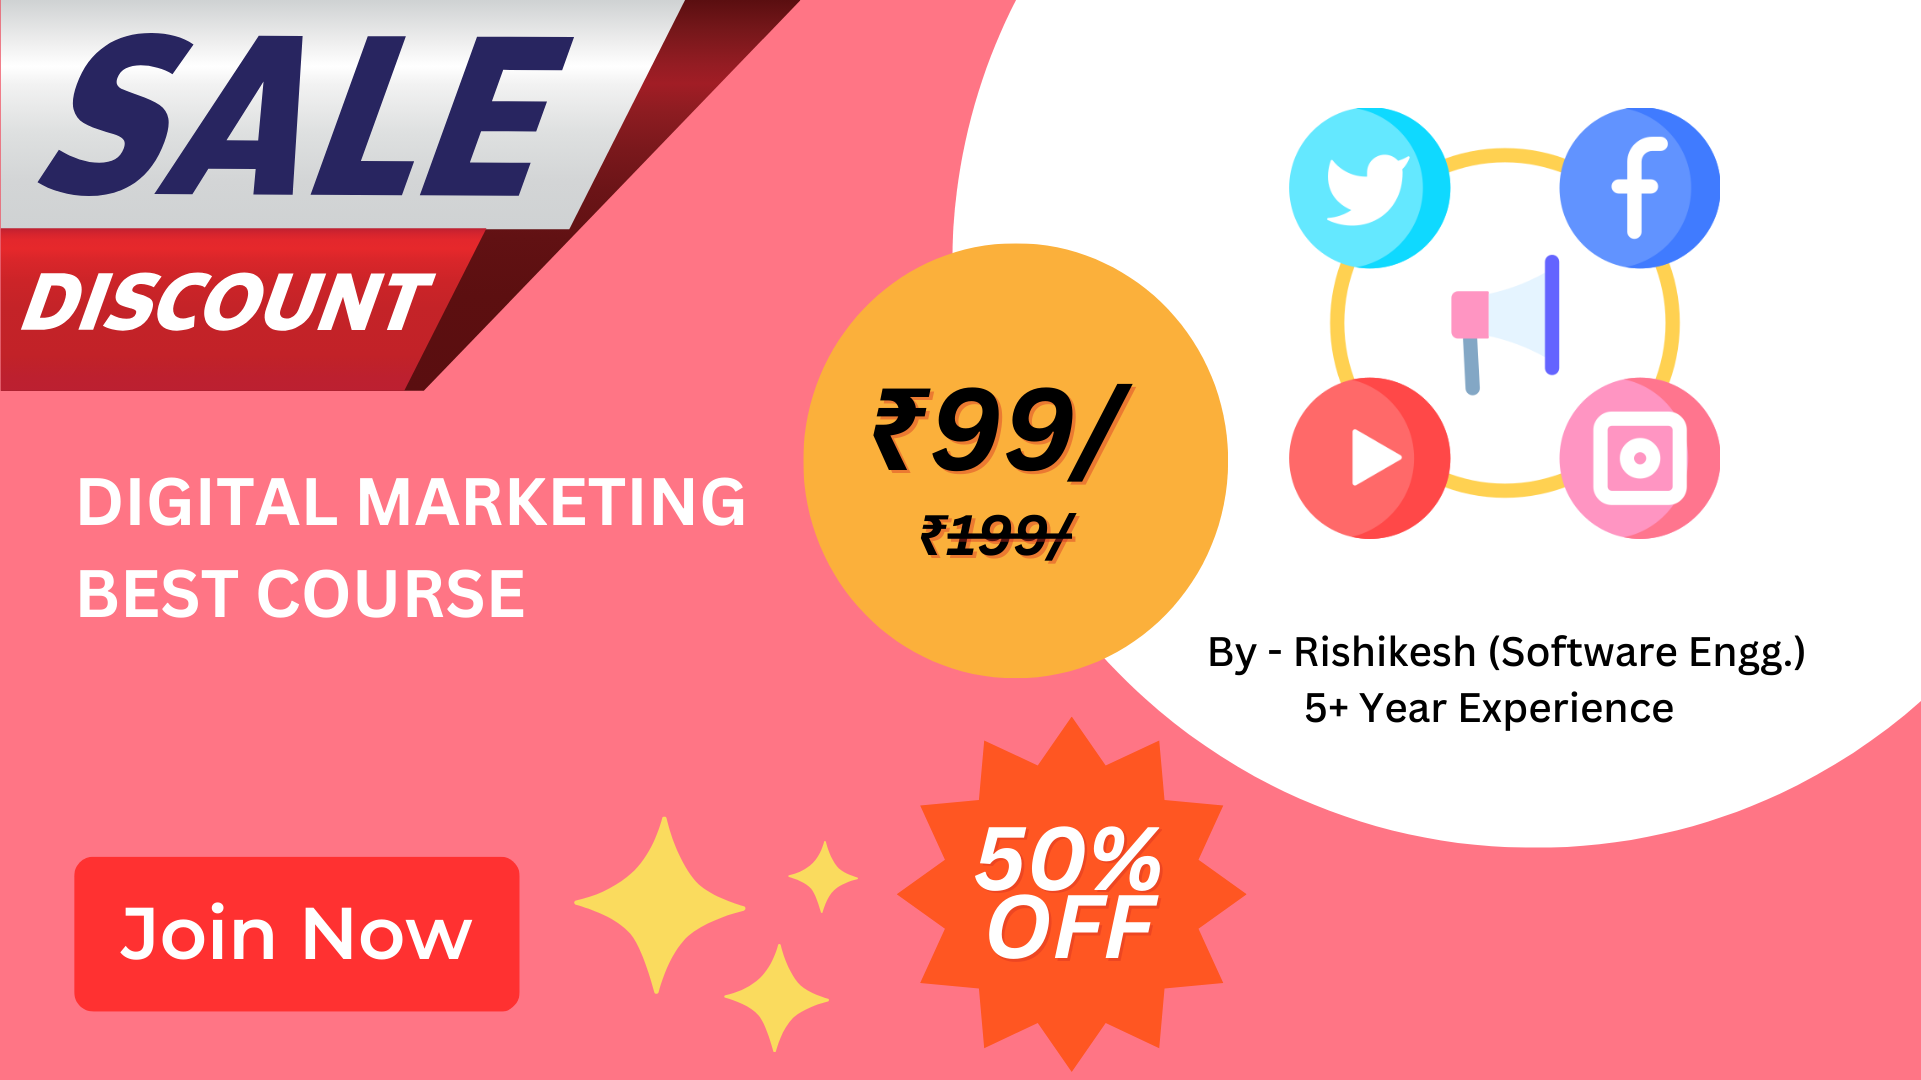 SALE
DISCOUNT
₹99/
₹199/
DIGITAL MARKETING
BEST COURSE
By - Rishikesh (Software Engg.)
5+ Year Experience
Join Now
50%
OFF